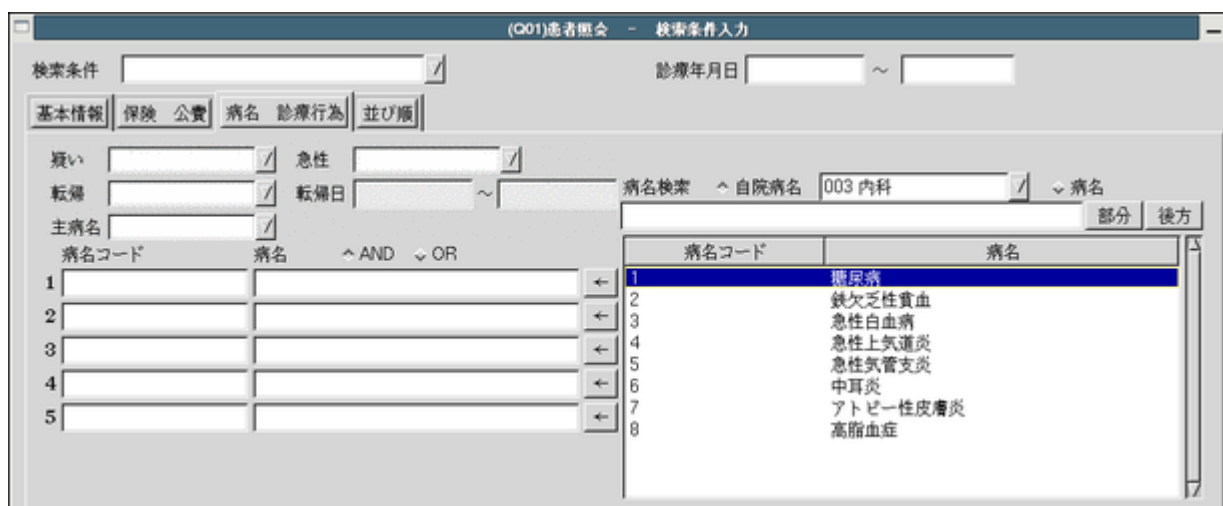 (Q01)患者照会 － 検索条件入力
検索条件 診療年月日 ～
基本情報 保険 公費 病名 診療行為 並び順
疑い 急性
転帰 転帰日 ～
主病名
病名コード 病名 AND OR
1 ←
2 ←
3 ←
4 ←
5 ←
病名検索 自院病名 003 内科 病名
部分 後方
病名コード 病名
1 糖尿病
2 鉄欠乏性貧血
3 急性白血病
4 急性上気道炎
5 急性気管支炎
6 中耳炎
7 アトピー性皮膚炎
8 高脂血症